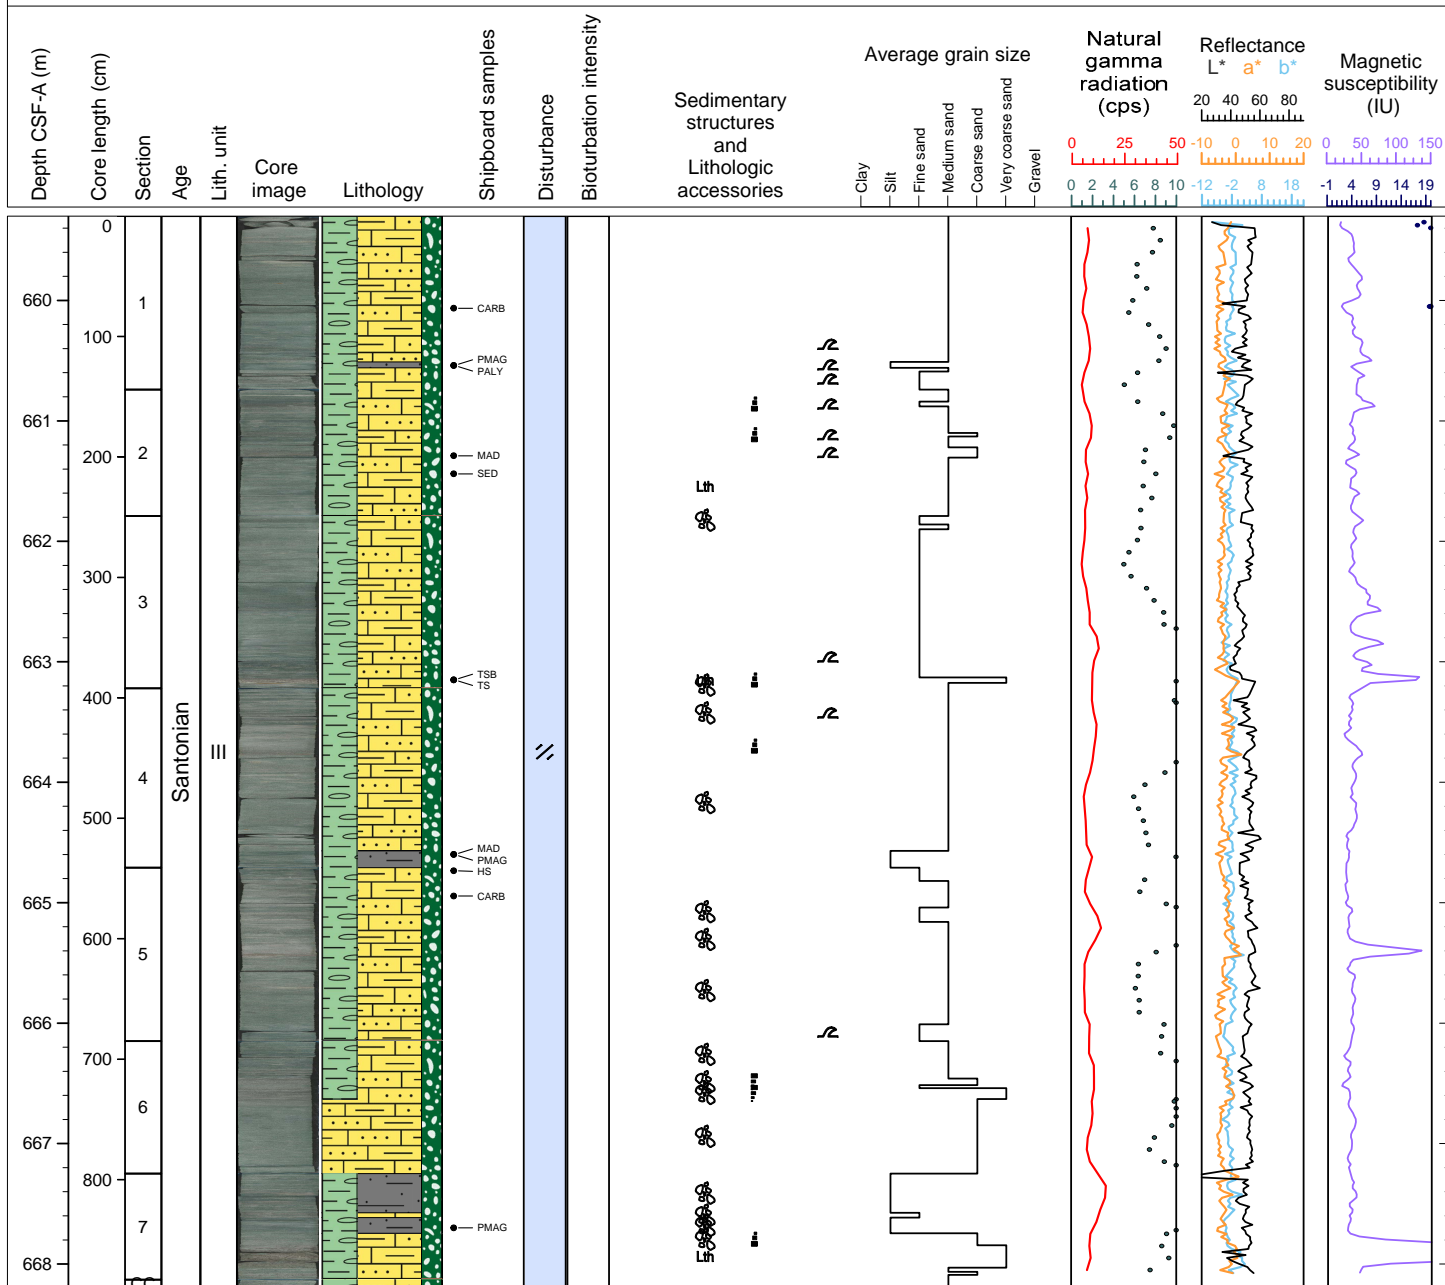 Depth CSF-A (m)
Core length (cm)
Section
Age
Lith. unit
Core
image
Lithology
Shipboard samples
Disturbance
Bioturbation intensity
Sedimentary
structures
and
Lithologic
accessories
Average grain size
Clay
Silt
Fine sand
Medium sand
Coarse sand
Very coarse sand
Gravel
Natural
gamma
radiation
(cps)
0 25 50
0 2 4 6 8 10
Reflectance
L* a* b*
20 40 60 80
-10 0 10 20
-12 -2 8 18
Magnetic
susceptibility
(IU)
0 50 100 150
-1 4 9 14 19
660
661
662
663
664
665
666
667
668
0
100
200
300
400
500
600
700
800
1
2
3
4
5
6
7
Santonian
III
CARB
PMAG
PALY
MAD
SED
TSB
TS
MAD
PMAG
HS
CARB
PMAG
Lth
Lth